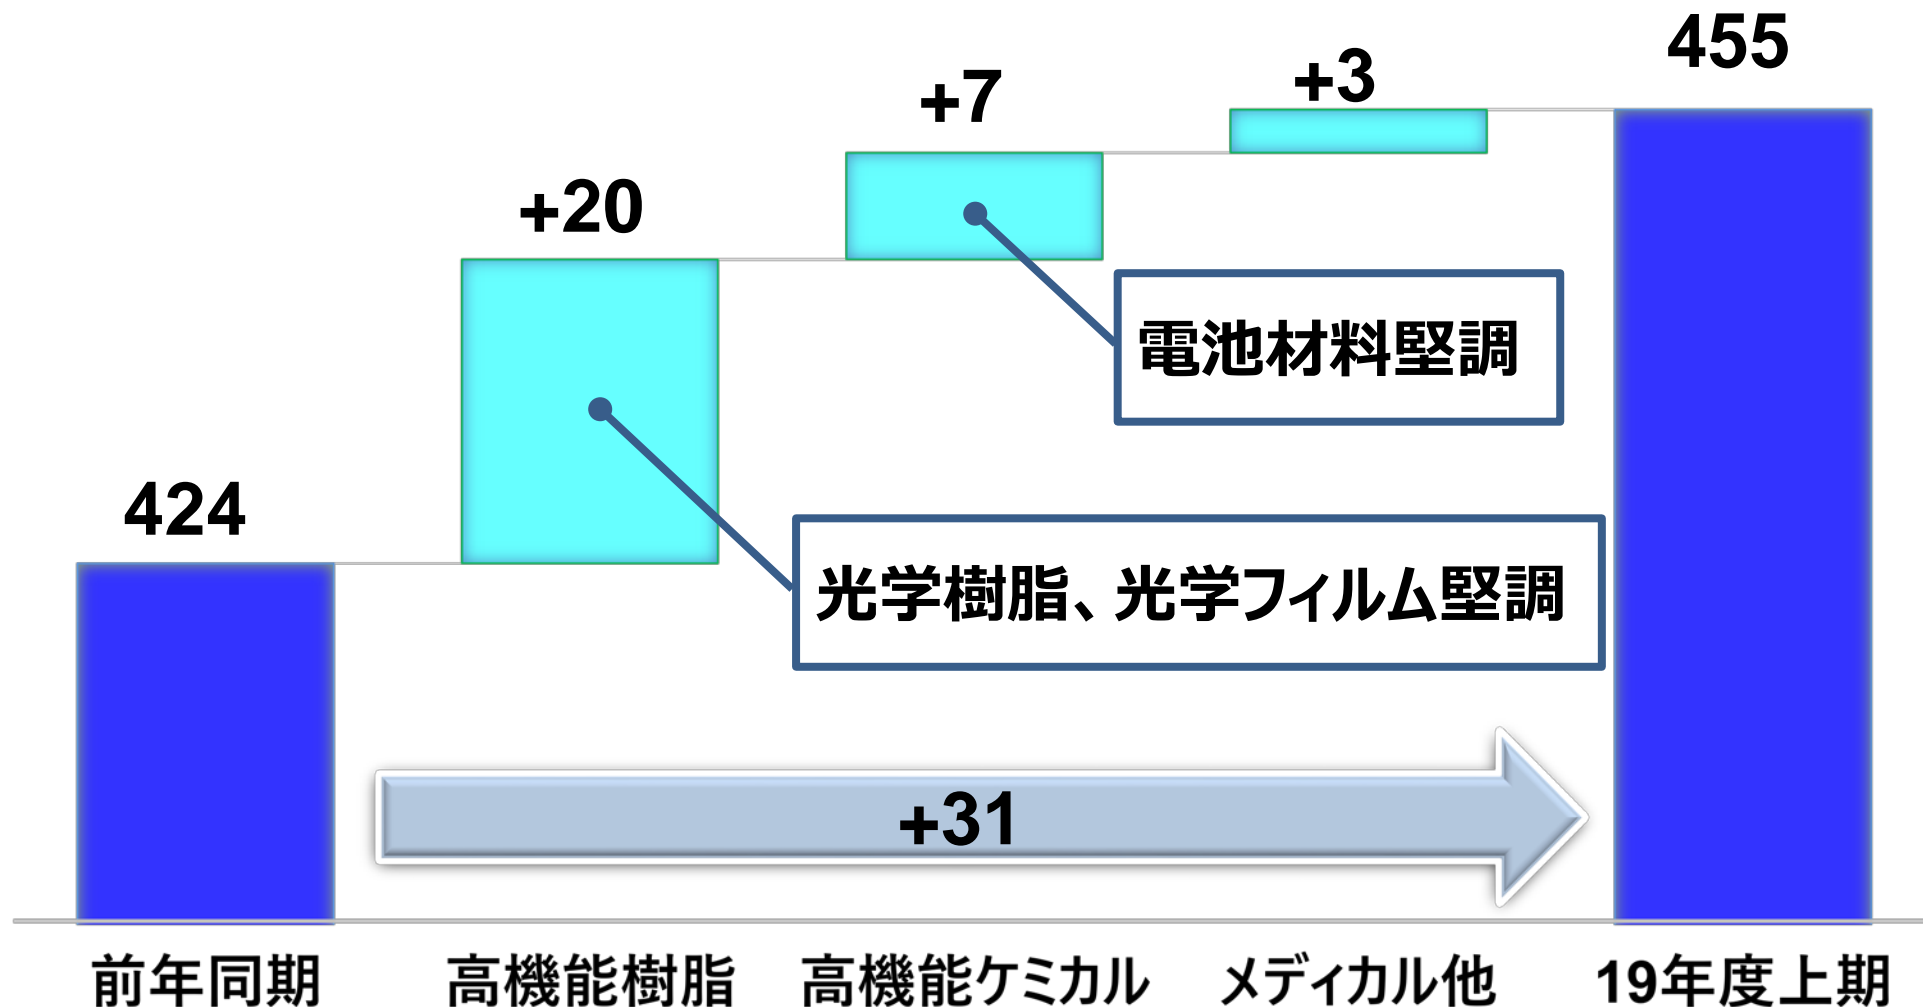 455
+3
+7
+20
電池材料堅調
424
光学樹脂、光学フィルム堅調
+31
前年同期
高機能樹脂
高機能ケミカル
メディカル他
19年度上期